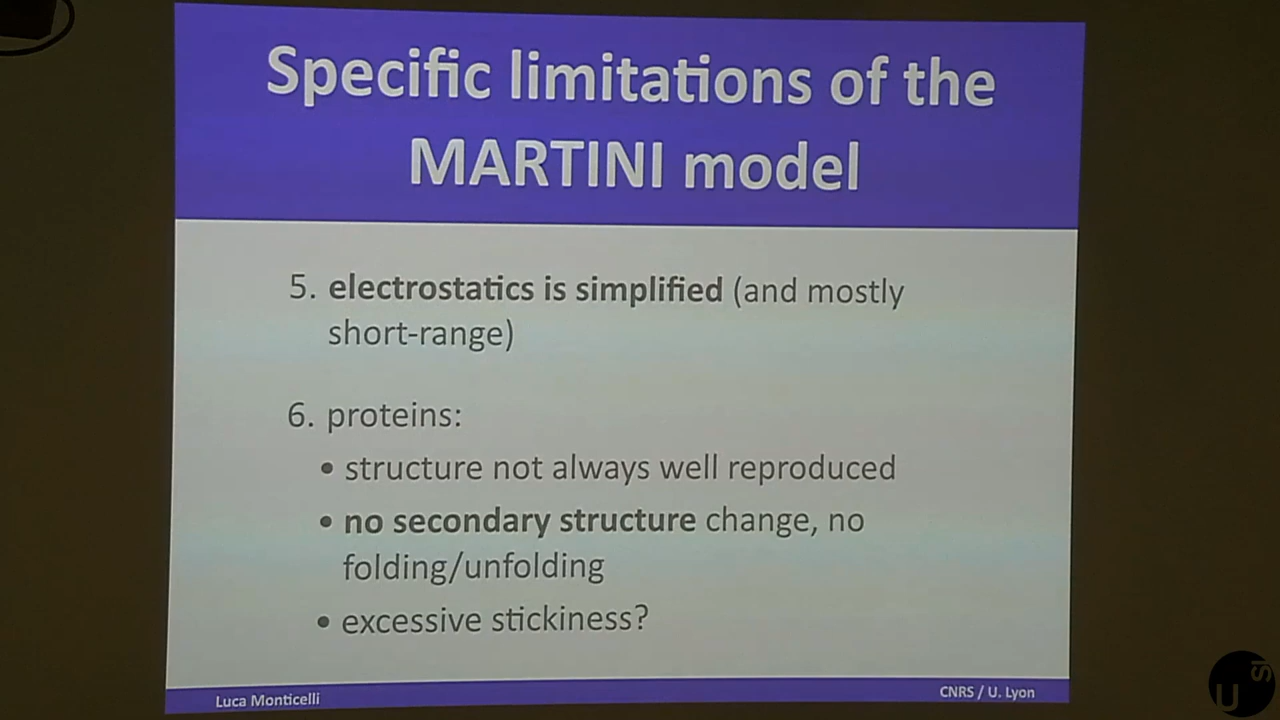 Specific limitations of the
MARTINI model
5. electrostatics is simplified (and mostly
short-range)
6. proteins:
• structure not always well reproduced
• no secondary structure change, no
folding/unfolding
• excessive stickiness?
Luca Monticelli
CNRS / U. Lyon
U
SI